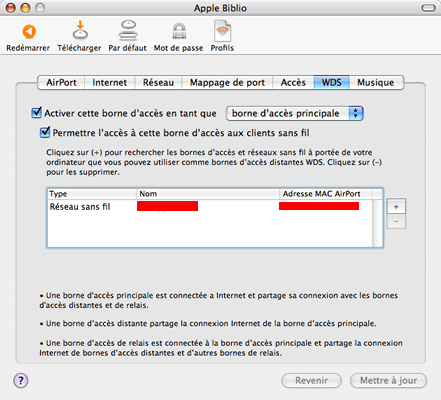 Apple Biblio
Redémarrer Télécharger Par défaut Mot de passe Profils
AirPort Internet Réseau Mappage de port Accès WDS Musique
Activer cette borne d'accès en tant que borne d'accès principale
Permettre l'accès à cette borne d'accès aux clients sans fil
Cliquez sur (+) pour rechercher les bornes d'accès et réseaux sans fil à portée de votre
ordinateur que vous pouvez utiliser comme bornes d'accès distantes WDS. Cliquez sur (–)
pour les supprimer.
Type Nom Adresse MAC AirPort
Réseau sans fil
+
–
• Une borne d'accès principale est connectée a Internet et partage sa connexion avec les bornes
d'accès distantes et de relais.
• Une borne d'accès distante partage la connexion Internet de la borne d'accès principale.
• Une borne d'accès de relais est connectée à la borne d'accès principale et partage la connexion
Internet de bornes d'accès distantes et d'autres bornes de relais.
? Revenir Mettre à jour